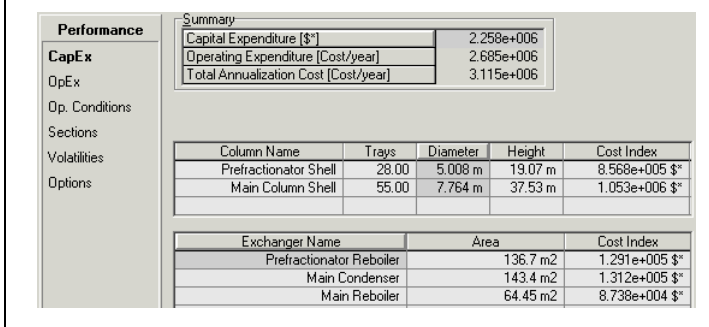 Performance
CapEx
OpEx
Op. Conditions
Sections
Volatilities
Options
Summary
Capital Expenditure [$*] 2.258e+006
Operating Expenditure [Cost/year] 2.685e+006
Total Annualization Cost [Cost/year] 3.115e+006
Column Name Trays Diameter Height Cost Index
Prefractionator Shell 28.00 5.008 m 19.07 m 8.568e+005 $*
Main Column Shell 55.00 7.764 m 37.53 m 1.053e+006 $*
Exchanger Name Area Cost Index
Prefractionator Reboiler 136.7 m2 1.291e+005 $*
Main Condenser 143.4 m2 1.312e+005 $*
Main Reboiler 64.45 m2 8.738e+004 $*